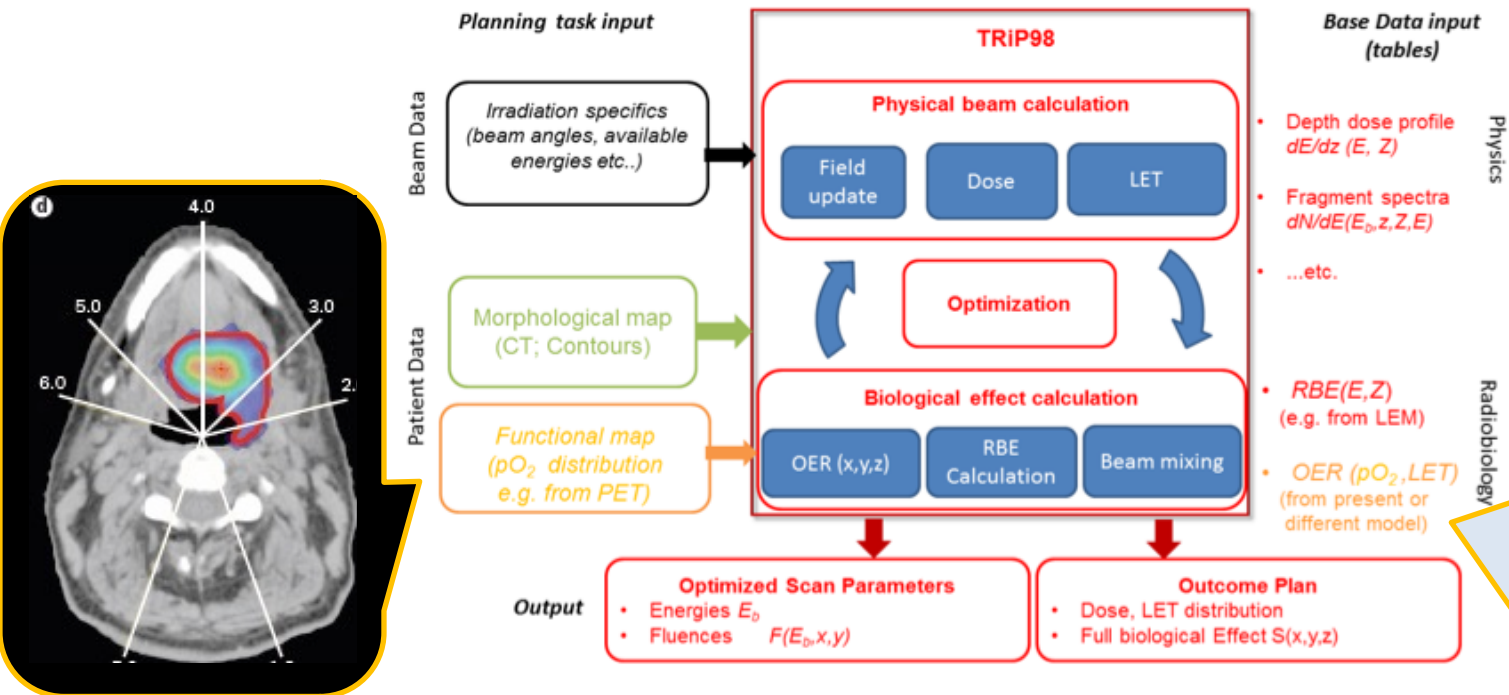 Planning task input
TRiP98
Base Data input
(tables)
Beam Data
Irradiation specifics
(beam angles, available
energies etc..)
Physical beam calculation
Field
update
Dose
LET
• Depth dose profile
dE/dz (E, Z)
• Fragment spectra
dN/dE(E_b,z,Z,E)
• ...etc.
Physics
d
4.0
5.0
3.0
6.0
2.
Patient Data
Morphological map
(CT; Contours)
Optimization
Functional map
(pO₂ distribution
e.g. from PET)
Biological effect calculation
OER (x,y,z)
RBE
Calculation
Beam mixing
• RBE(E,Z)
(e.g. from LEM)
• OER (pO₂,LET)
(from present or
different model)
Radiobiology
Output
Optimized Scan Parameters
• Energies E_b
• Fluences F(E_b,x,y)
Outcome Plan
• Dose, LET distribution
• Full biological Effect S(x,y,z)